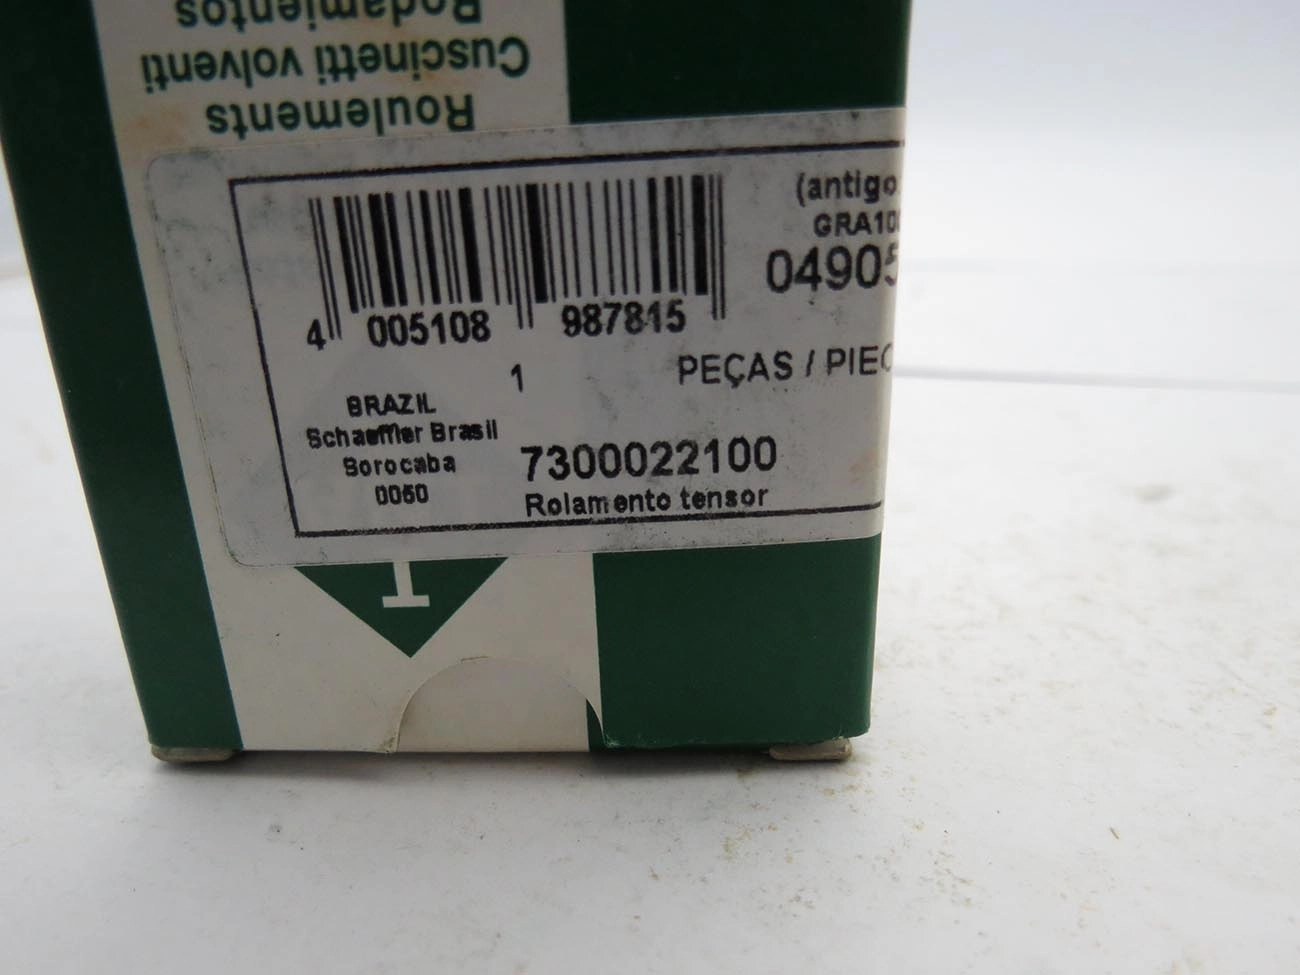 Rodamientos
Cuscinetti volventi
Roulements
(antigo
GRA10
0490
4 005108 987815
1
PEÇAS / PIEC
BRAZIL
Schaeffler Brasil
Sorocaba
0050
7300022100
Rolamento tensor